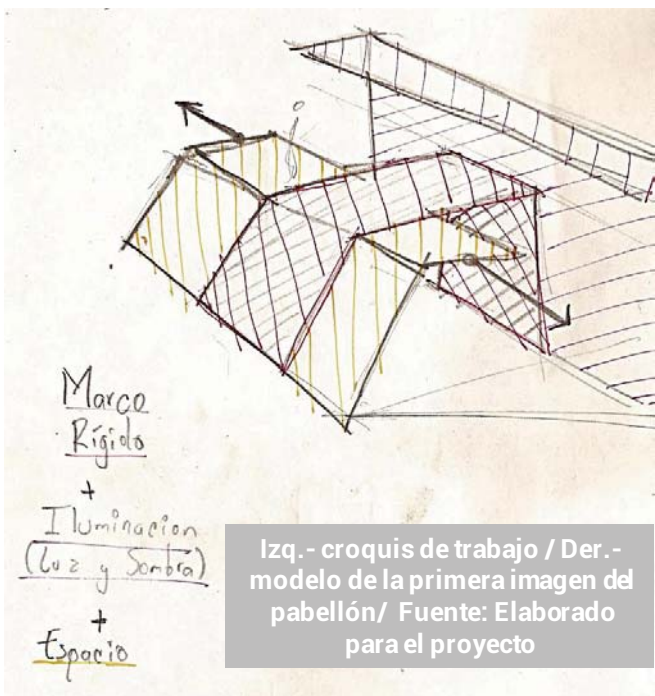 Marco
Rígido
+
Iluminacion
(Luz y Sombra)
+
Espacio
Izq.- croquis de trabajo / Der.-
modelo de la primera imagen del
pabellón/ Fuente: Elaborado
para el proyecto